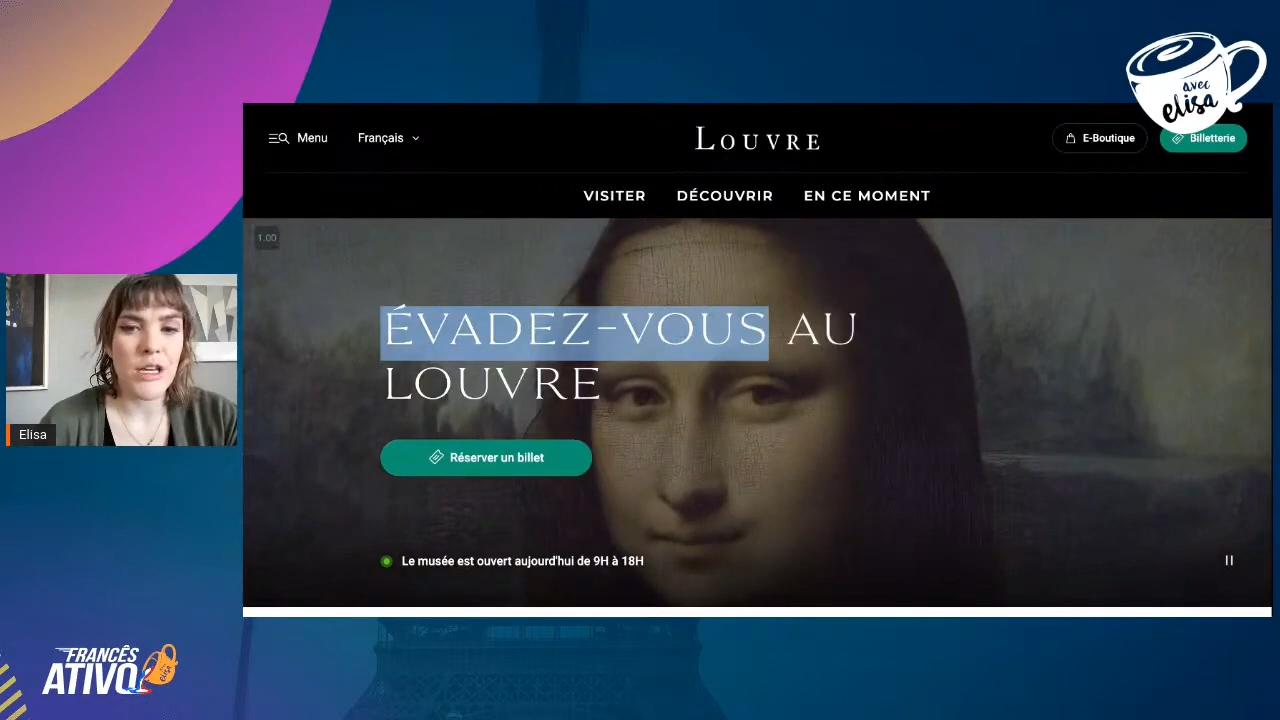 avec
elisa
Menu
Français
LOUVRE
E-Boutique
Billetterie
VISITER
DÉCOUVRIR
EN CE MOMENT
1.00
ÉVADEZ-VOUS AU
LOUVRE
Réserver un billet
Le musée est ouvert aujourd'hui de 9H à 18H
Elisa
FRANCÊS
ATIVO
elisa